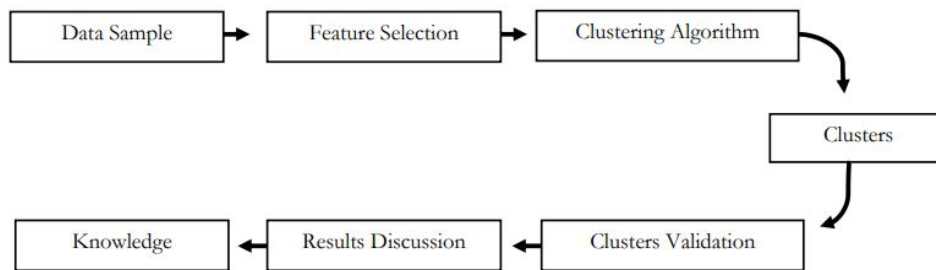 Data Sample
Feature Selection
Clustering Algorithm
Clusters
Clusters Validation
Results Discussion
Knowledge